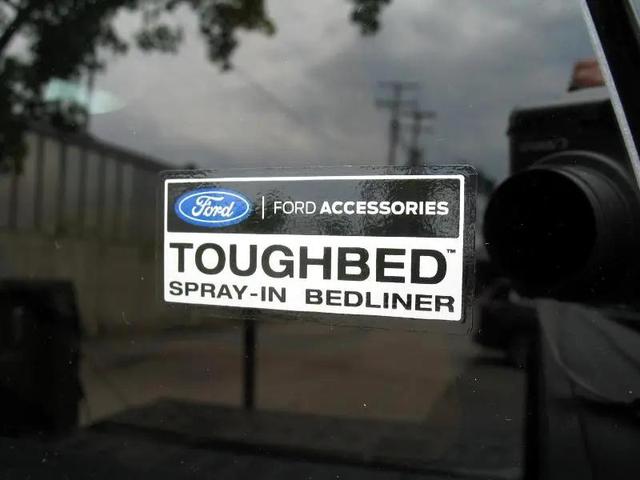 Ford | FORD ACCESSORIES
TOUGHBED™
SPRAY-IN BEDLINER